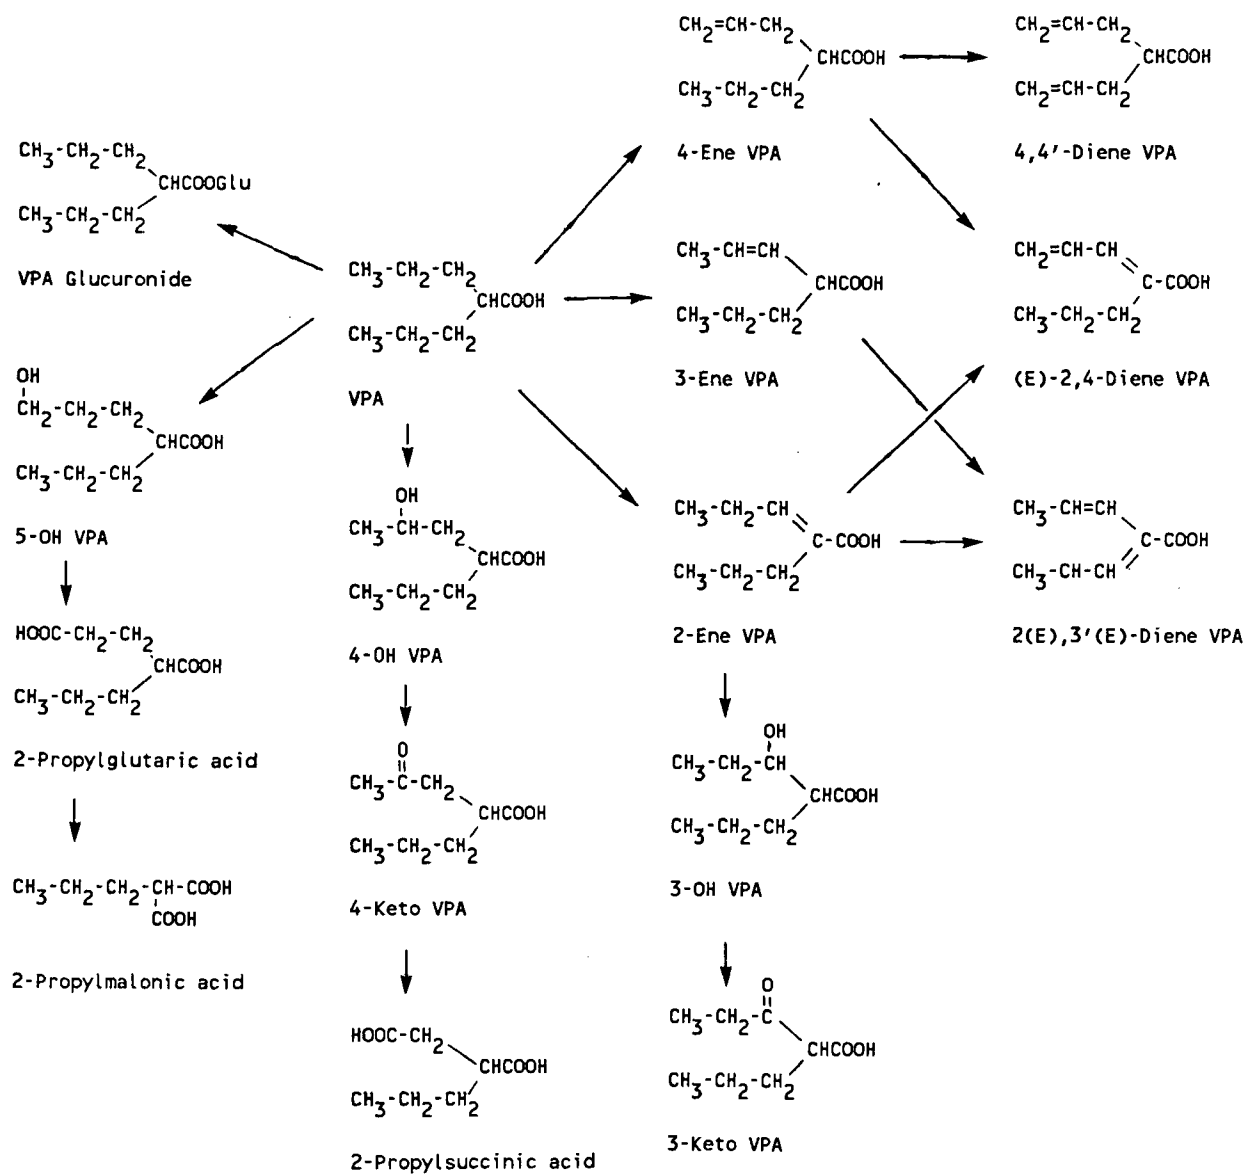 CH3-CH2-CH2
CHCOOGlu
CH3-CH2-CH2
VPA Glucuronide
OH
CH2-CH2-CH2
CHCOOH
CH3-CH2-CH2
5-OH VPA
HOOC-CH2-CH2
CHCOOH
CH3-CH2-CH2
2-Propylglutaric acid
CH3-CH2-CH2-CH-COOH
COOH
2-Propylmalonic acid
CH3-CH2-CH2
CHCOOH
CH3-CH2-CH2
VPA
OH
CH3-CH-CH2
CHCOOH
CH3-CH2-CH2
4-OH VPA
O
CH3-C-CH2
CHCOOH
CH3-CH2-CH2
4-Keto VPA
HOOC-CH2
CHCOOH
CH3-CH2-CH2
2-Propylsuccinic acid
CH2=CH-CH2
CHCOOH
CH3-CH2-CH2
4-Ene VPA
CH3-CH=CH
CHCOOH
CH3-CH2-CH2
3-Ene VPA
CH3-CH2-CH
C-COOH
CH3-CH2-CH2
2-Ene VPA
OH
CH3-CH2-CH
CHCOOH
CH3-CH2-CH2
3-OH VPA
O
CH3-CH2-C
CHCOOH
CH3-CH2-CH2
3-Keto VPA
CH2=CH-CH2
CHCOOH
CH2=CH-CH2
4,4'-Diene VPA
CH2=CH-CH
C-COOH
CH3-CH2-CH2
(E)-2,4-Diene VPA
CH3-CH=CH
C-COOH
CH3-CH-CH
2(E),3'(E)-Diene VPA